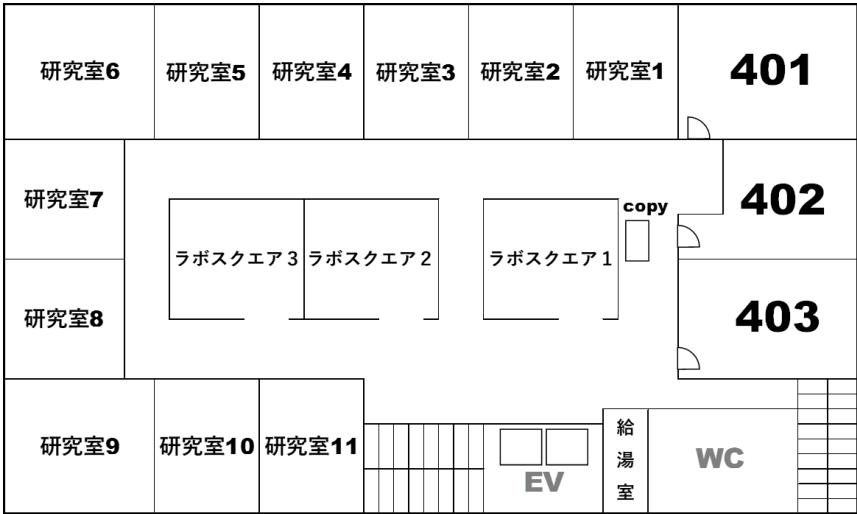 研究室6
研究室5
研究室4
研究室3
研究室2
研究室1
401
研究室7
402
copy
ラボスクエア3
ラボスクエア2
ラボスクエア1
研究室8
403
研究室9
研究室10
研究室11
EV
給湯室
WC